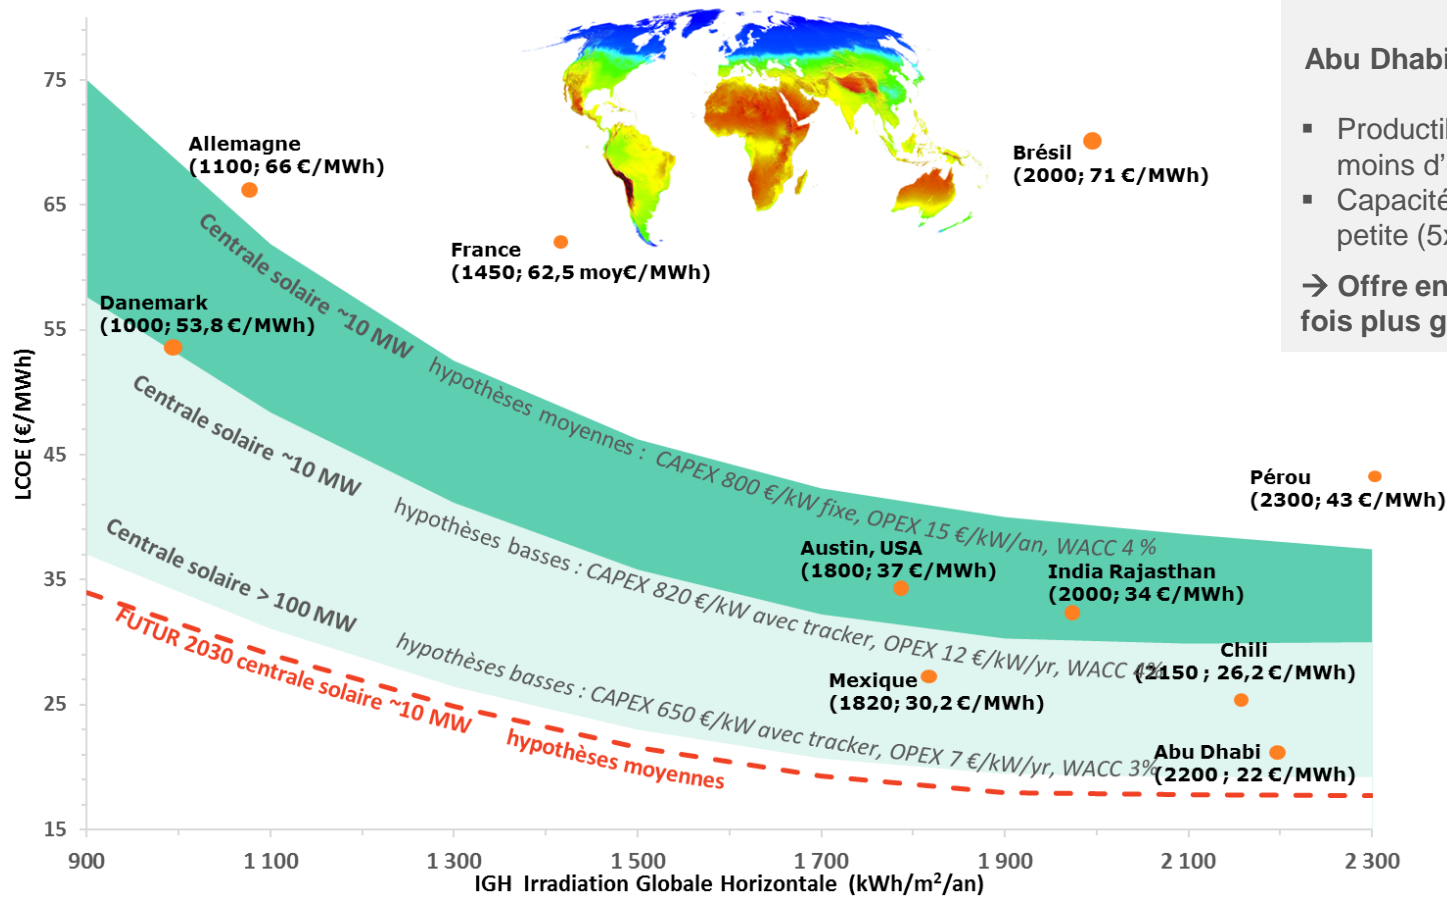 LCOE (€/MWh)
75
65
55
45
35
25
15
Allemagne
(1100; 66 €/MWh)
France
(1450; 62,5 moy€/MWh)
Brésil
(2000; 71 €/MWh)
Danemark
(1000; 53,8 €/MWh)
Pérou
(2300; 43 €/MWh)
Austin, USA
(1800; 37 €/MWh)
India Rajasthan
(2000; 34 €/MWh)
Chili
(2150 ; 26,2 €/MWh)
Mexique
(1820; 30,2 €/MWh)
Abu Dhabi
(2200 ; 22 €/MWh)
Centrale solaire ~10 MW hypothèses moyennes : CAPEX 800 €/kW fixe, OPEX 15 €/kW/an, WACC 4 %
Centrale solaire ~10 MW hypothèses basses : CAPEX 820 €/kW avec tracker, OPEX 12 €/kW/yr, WACC 4%
Centrale solaire > 100 MW hypothèses basses : CAPEX 650 €/kW avec tracker, OPEX 7 €/kW/yr, WACC 3%
FUTUR 2030 centrale solaire ~10 MW hypothèses moyennes
900 1 100 1 300 1 500 1 700 1 900 2 100 2 300
IGH Irradiation Globale Horizontale (kWh/m²/an)
Abu Dhabi
▪ Productil
moins d'
▪ Capacité
petite (5x
→ Offre en
fois plus g